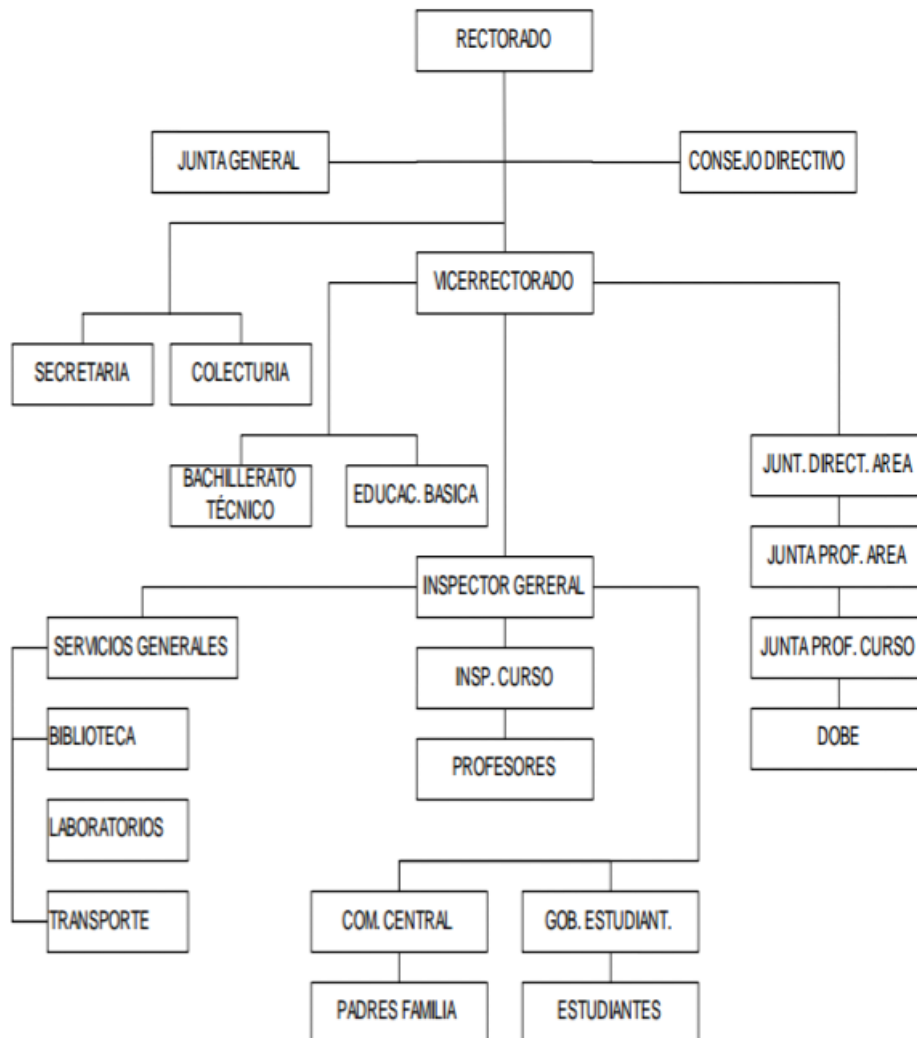 RECTORADO
JUNTA GENERAL
CONSEJO DIRECTIVO
VICERRECTORADO
SECRETARIA
COLECTURIA
BACHILLERATO
TÉCNICO
EDUCAC. BASICA
JUNT. DIRECT. AREA
JUNTA PROF. AREA
INSPECTOR GERERAL
SERVICIOS GENERALES
INSP. CURSO
JUNTA PROF. CURSO
BIBLIOTECA
PROFESORES
DOBE
LABORATORIOS
TRANSPORTE
COM. CENTRAL
GOB. ESTUDIANT.
PADRES FAMILIA
ESTUDIANTES